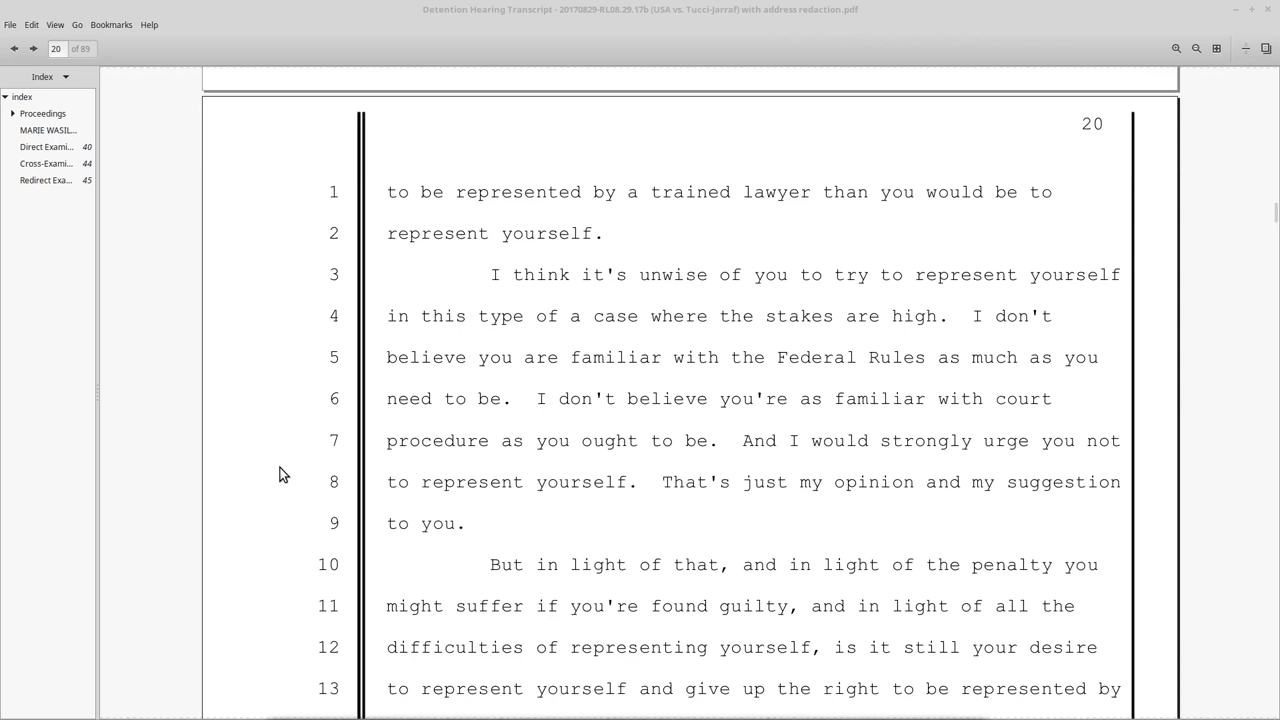 Detention Hearing Transcript - 20170829-RL08.29.17b (USA vs. Tucci-Jarraf) with address redaction.pdf
File Edit View Go Bookmarks Help
20 of 89
Index
index
Proceedings
MARIE WASIL...
Direct Exami... 40
Cross-Exami... 44
Redirect Exa... 45
20
1 to be represented by a trained lawyer than you would be to
2 represent yourself.
3 I think it's unwise of you to try to represent yourself
4 in this type of a case where the stakes are high. I don't
5 believe you are familiar with the Federal Rules as much as you
6 need to be. I don't believe you're as familiar with court
7 procedure as you ought to be. And I would strongly urge you not
8 to represent yourself. That's just my opinion and my suggestion
9 to you.
10 But in light of that, and in light of the penalty you
11 might suffer if you're found guilty, and in light of all the
12 difficulties of representing yourself, is it still your desire
13 to represent yourself and give up the right to be represented by